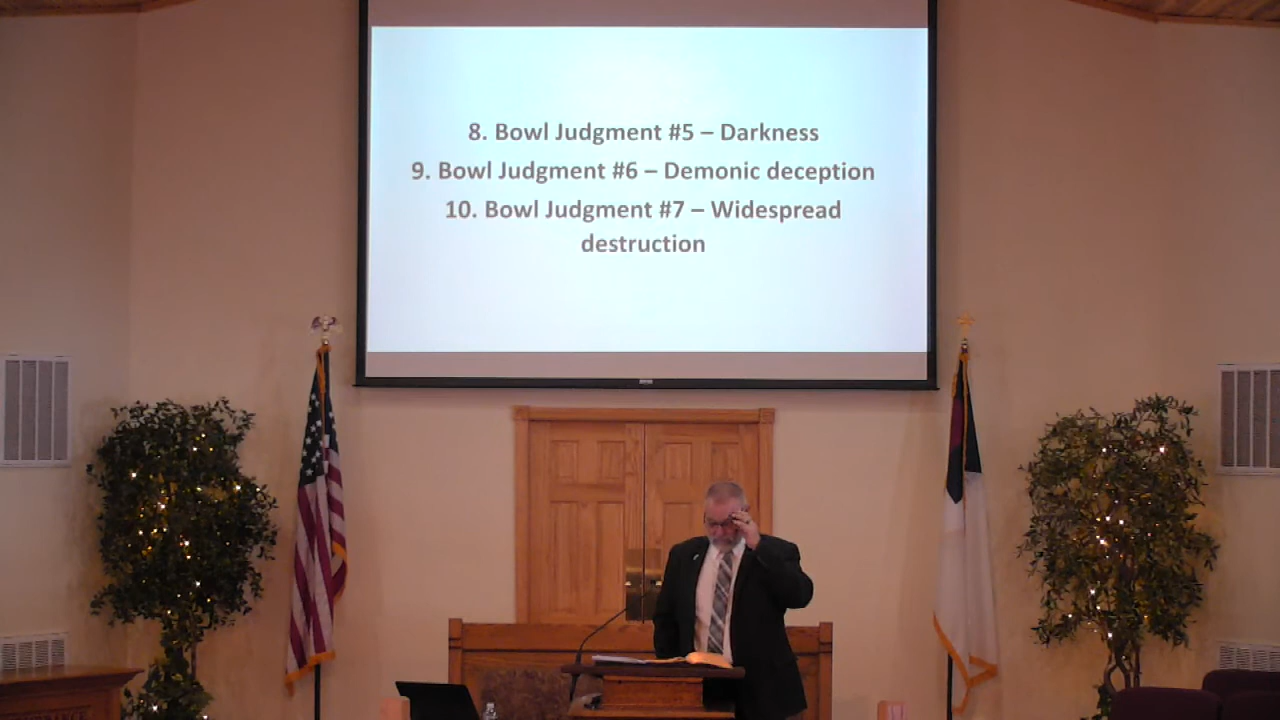 8. Bowl Judgment #5 – Darkness
9. Bowl Judgment #6 – Demonic deception
10. Bowl Judgment #7 – Widespread
destruction